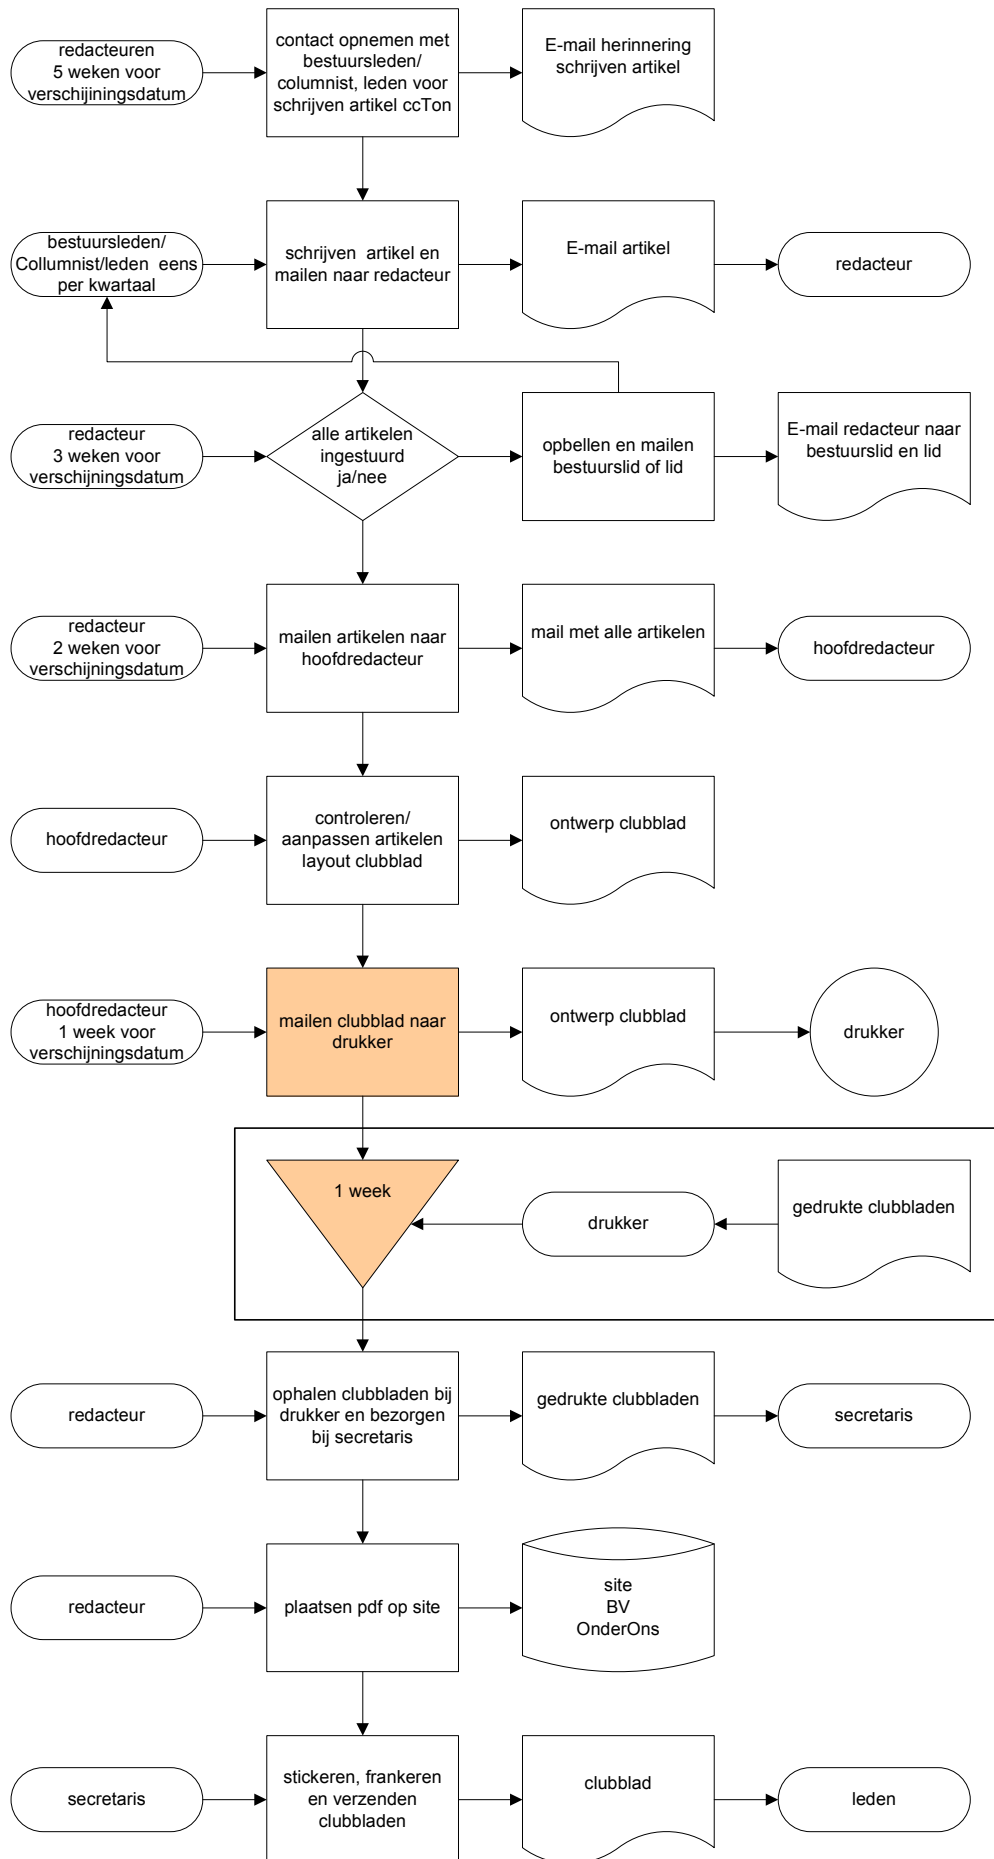 redacteuren
5 weken voor
verschijningsdatum
contact opnemen met
bestuursleden/
columnist, leden voor
schrijven artikel ccTon
E-mail herinnering
schrijven artikel
bestuursleden/
Collumnist/leden eens
per kwartaal
schrijven artikel en
mailen naar redacteur
E-mail artikel
redacteur
redacteur
3 weken voor
verschijningsdatum
alle artikelen
ingestuurd
ja/nee
opbellen en mailen
bestuurslid of lid
E-mail redacteur naar
bestuurslid en lid
redacteur
2 weken voor
verschijningsdatum
mailen artikelen naar
hoofdredacteur
mail met alle artikelen
hoofdredacteur
hoofdredacteur
controleren/
aanpassen artikelen
layout clubblad
ontwerp clubblad
hoofdredacteur
1 week voor
verschijningsdatum
mailen clubblad naar
drukker
ontwerp clubblad
drukker
1 week
drukker
gedrukte clubbladen
redacteur
ophalen clubbladen bij
drukker en bezorgen
bij secretaris
gedrukte clubbladen
secretaris
redacteur
plaatsen pdf op site
site
BV
OnderOns
secretaris
stickeren, frankeren
en verzenden
clubbladen
clubblad
leden